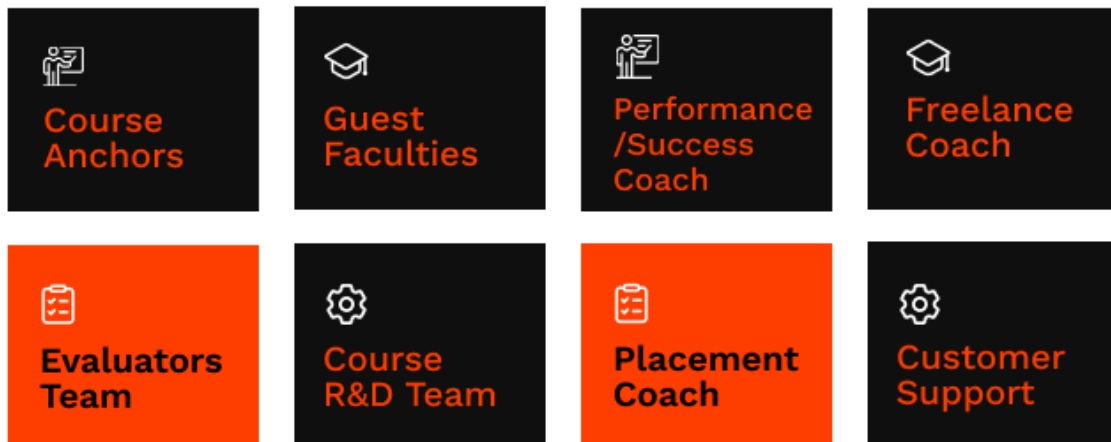 Course
Anchors
Guest
Faculties
Performance
/Success
Coach
Freelance
Coach
Evaluators
Team
Course
R&D Team
Placement
Coach
Customer
Support